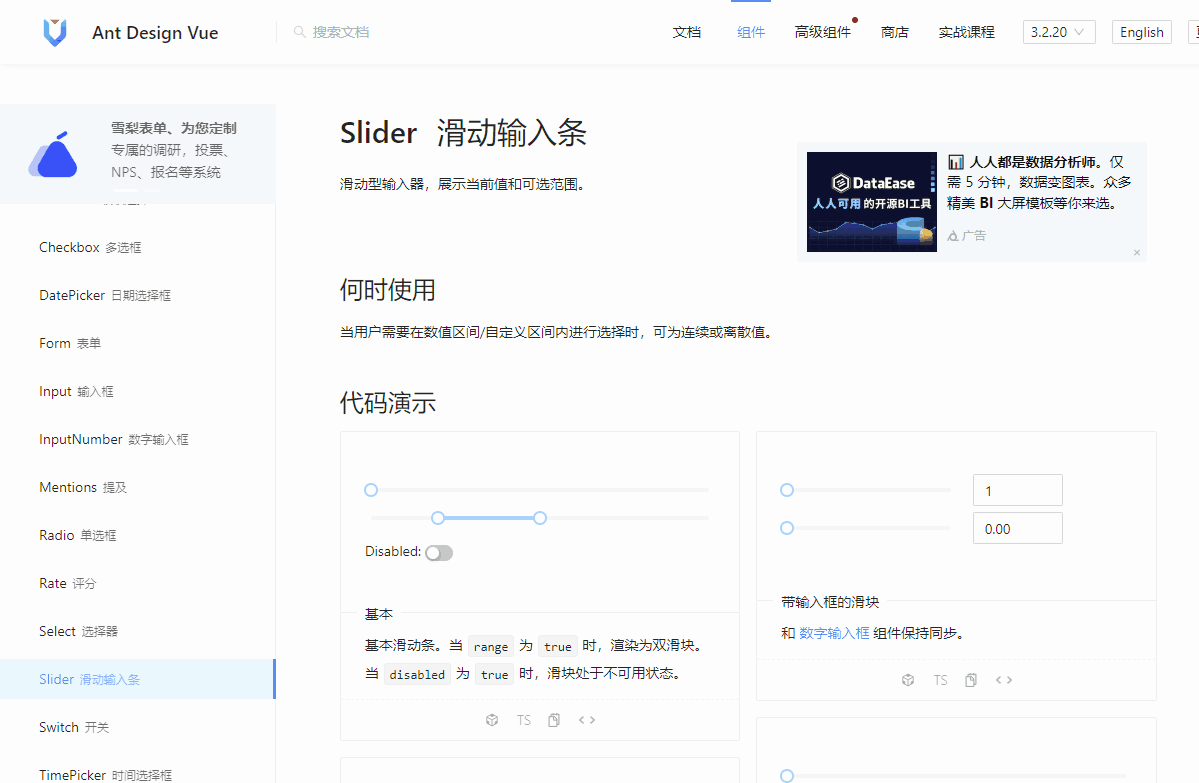 Ant Design Vue
搜索文档
文档
组件
高级组件
商店
实战课程
3.2.20
English
雪梨表单、为您定制
专属的调研，投票、
NPS、报名等系统
Checkbox 多选框
DatePicker 日期选择框
Form 表单
Input 输入框
InputNumber 数字输入框
Mentions 提及
Radio 单选框
Rate 评分
Select 选择器
Slider 滑动输入条
Switch 开关
TimePicker 时间选择框
Slider 滑动输入条
滑动型输入器，展示当前值和可选范围。
DataEase
人人可用的开源BI工具
人人都是数据分析师。仅
需 5 分钟，数据变图表。众多
精美 BI 大屏模板等你来选。
广告
何时使用
当用户需要在数值区间/自定义区间内进行选择时，可为连续或离散值。
代码演示
Disabled:
基本
基本滑动条。当 range 为 true 时，渲染为双滑块。
当 disabled 为 true 时，滑块处于不可用状态。
TS
1
0.00
带输入框的滑块
和 数字输入框 组件保持同步。
TS